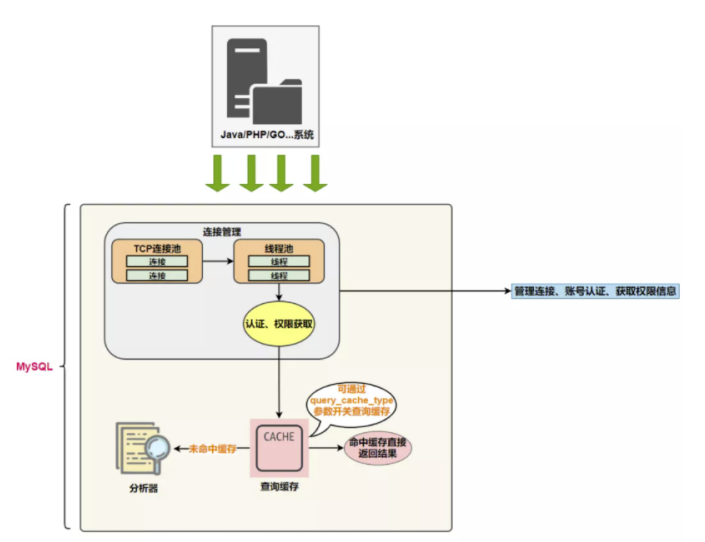 Java/PHP/GO...系统
连接管理
TCP连接池
连接
连接
线程池
线程
线程
认证、权限获取
管理连接、账号认证、获取权限信息
MySQL
可通过
query_cache_type
参数开关查询缓存
CACHE
未命中缓存
命中缓存直接
返回结果
分析器
查询缓存